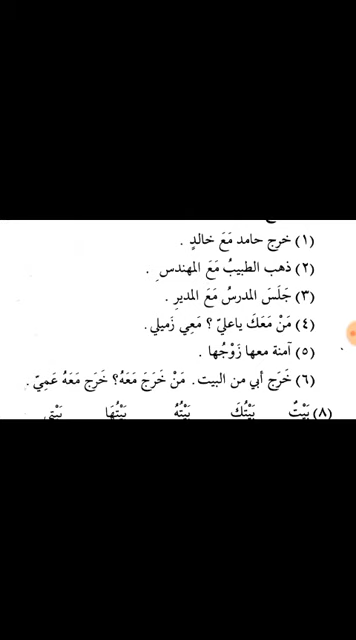 (١) خرج حامد مَعَ خالدٍ .
(٢) ذهب الطبيبُ مَعَ المهندسِ .
(٣) جَلَسَ المدرسُ مَعَ المديرِ .
(٤) مَنْ مَعَكَ ياعليّ ؟ مَعِي زَميلي .
(٥) آمنة معها زَوْجُها .
(٦) خَرَج أبي من البيت . مَنْ خَرَجَ مَعَهُ؟ خَرَج مَعَهُ عَمِيّ .
(٨) بَيْتٌ بَيْتُكَ بَيْتُهُ بَيْتُهَا بَيْتِي